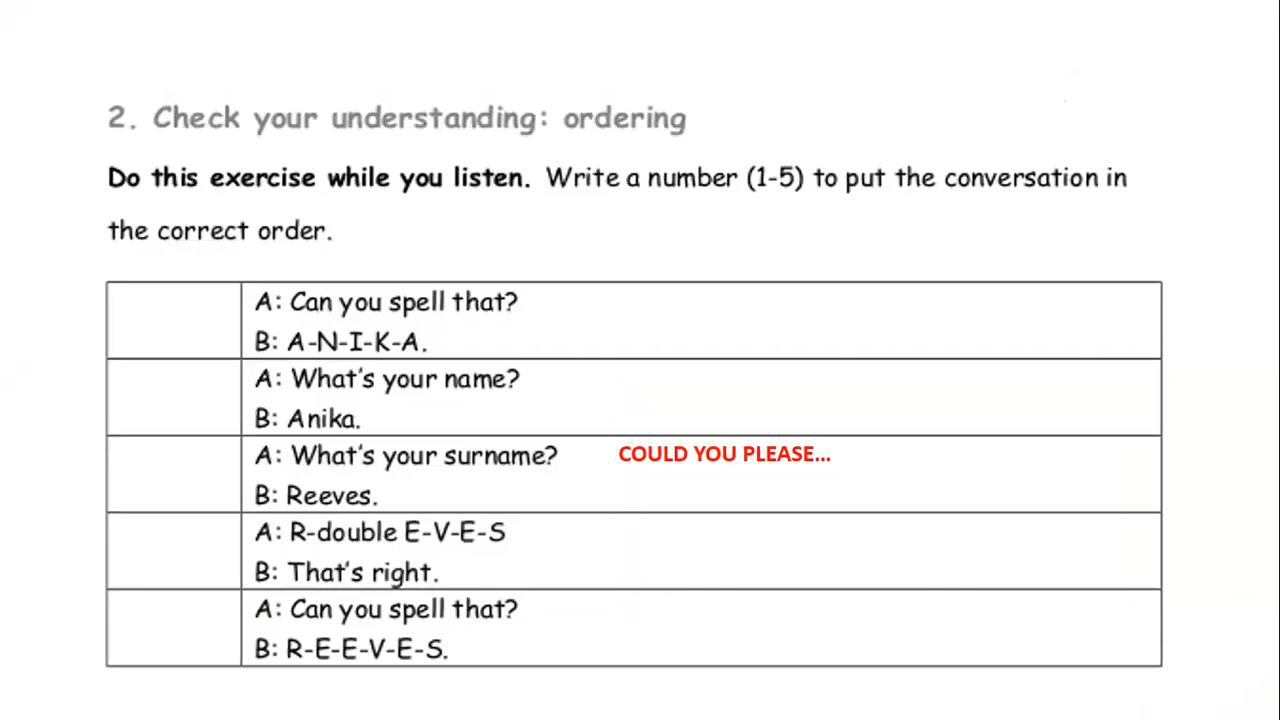 2. Check your understanding: ordering
Do this exercise while you listen. Write a number (1-5) to put the conversation in
the correct order.
A: Can you spell that?
B: A-N-I-K-A.
A: What's your name?
B: Anika.
A: What's your surname? COULD YOU PLEASE...
B: Reeves.
A: R-double E-V-E-S
B: That's right.
A: Can you spell that?
B: R-E-E-V-E-S.